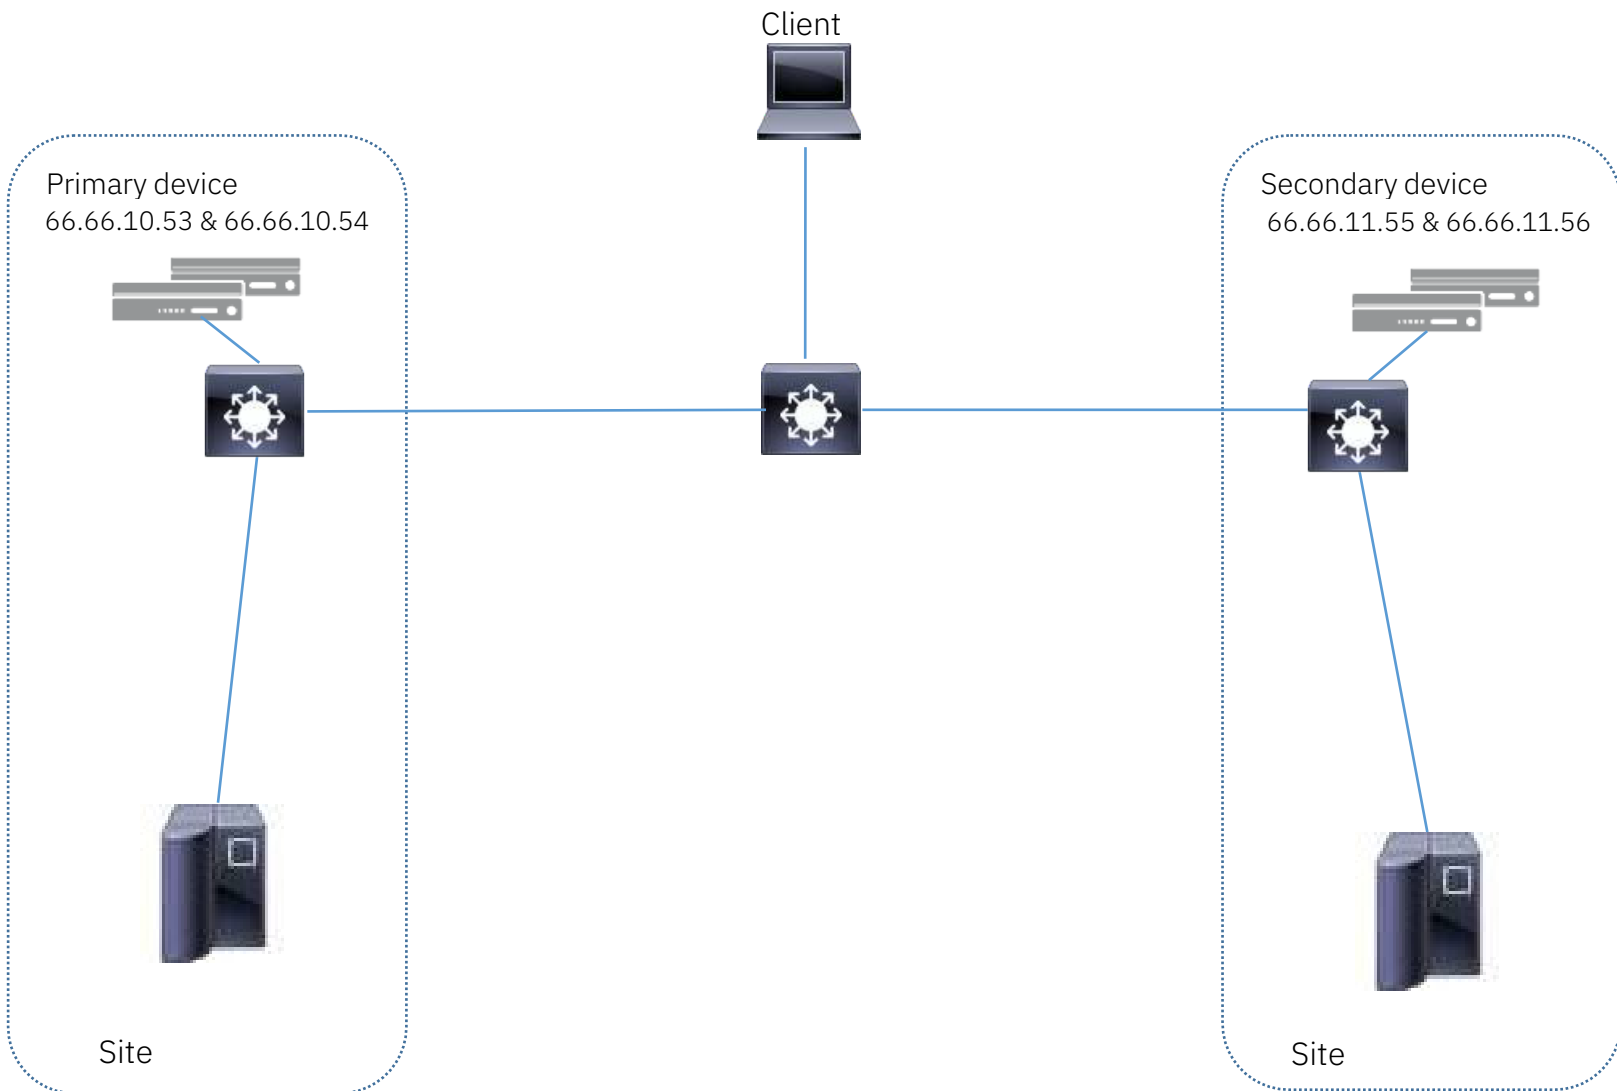 Client
Primary device
66.66.10.53 & 66.66.10.54
Secondary device
66.66.11.55 & 66.66.11.56
Site
Site